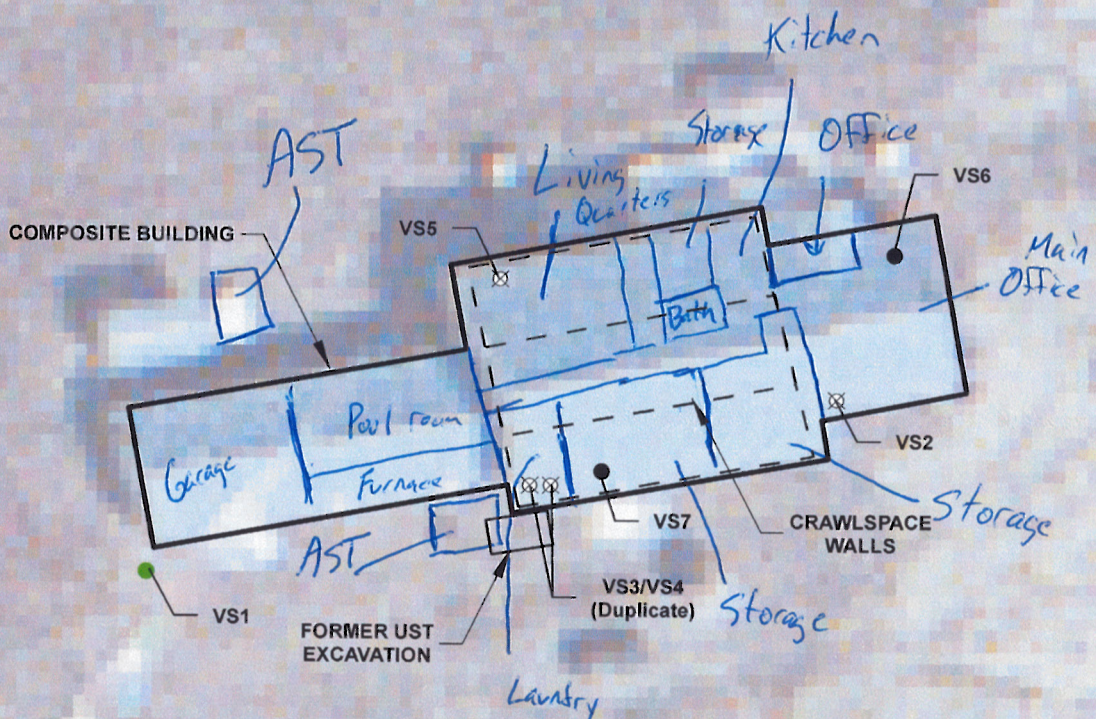 Kitchen
AST
Storage
Office
Living
Quarters
VS6
COMPOSITE BUILDING
VS5
Main
Office
Bath
Pool room
Garage
Furnace
VS2
VS7
CRAWLSPACE
WALLS
Storage
AST
VS3/VS4
(Duplicate)
Storage
VS1
FORMER UST
EXCAVATION
Laundry